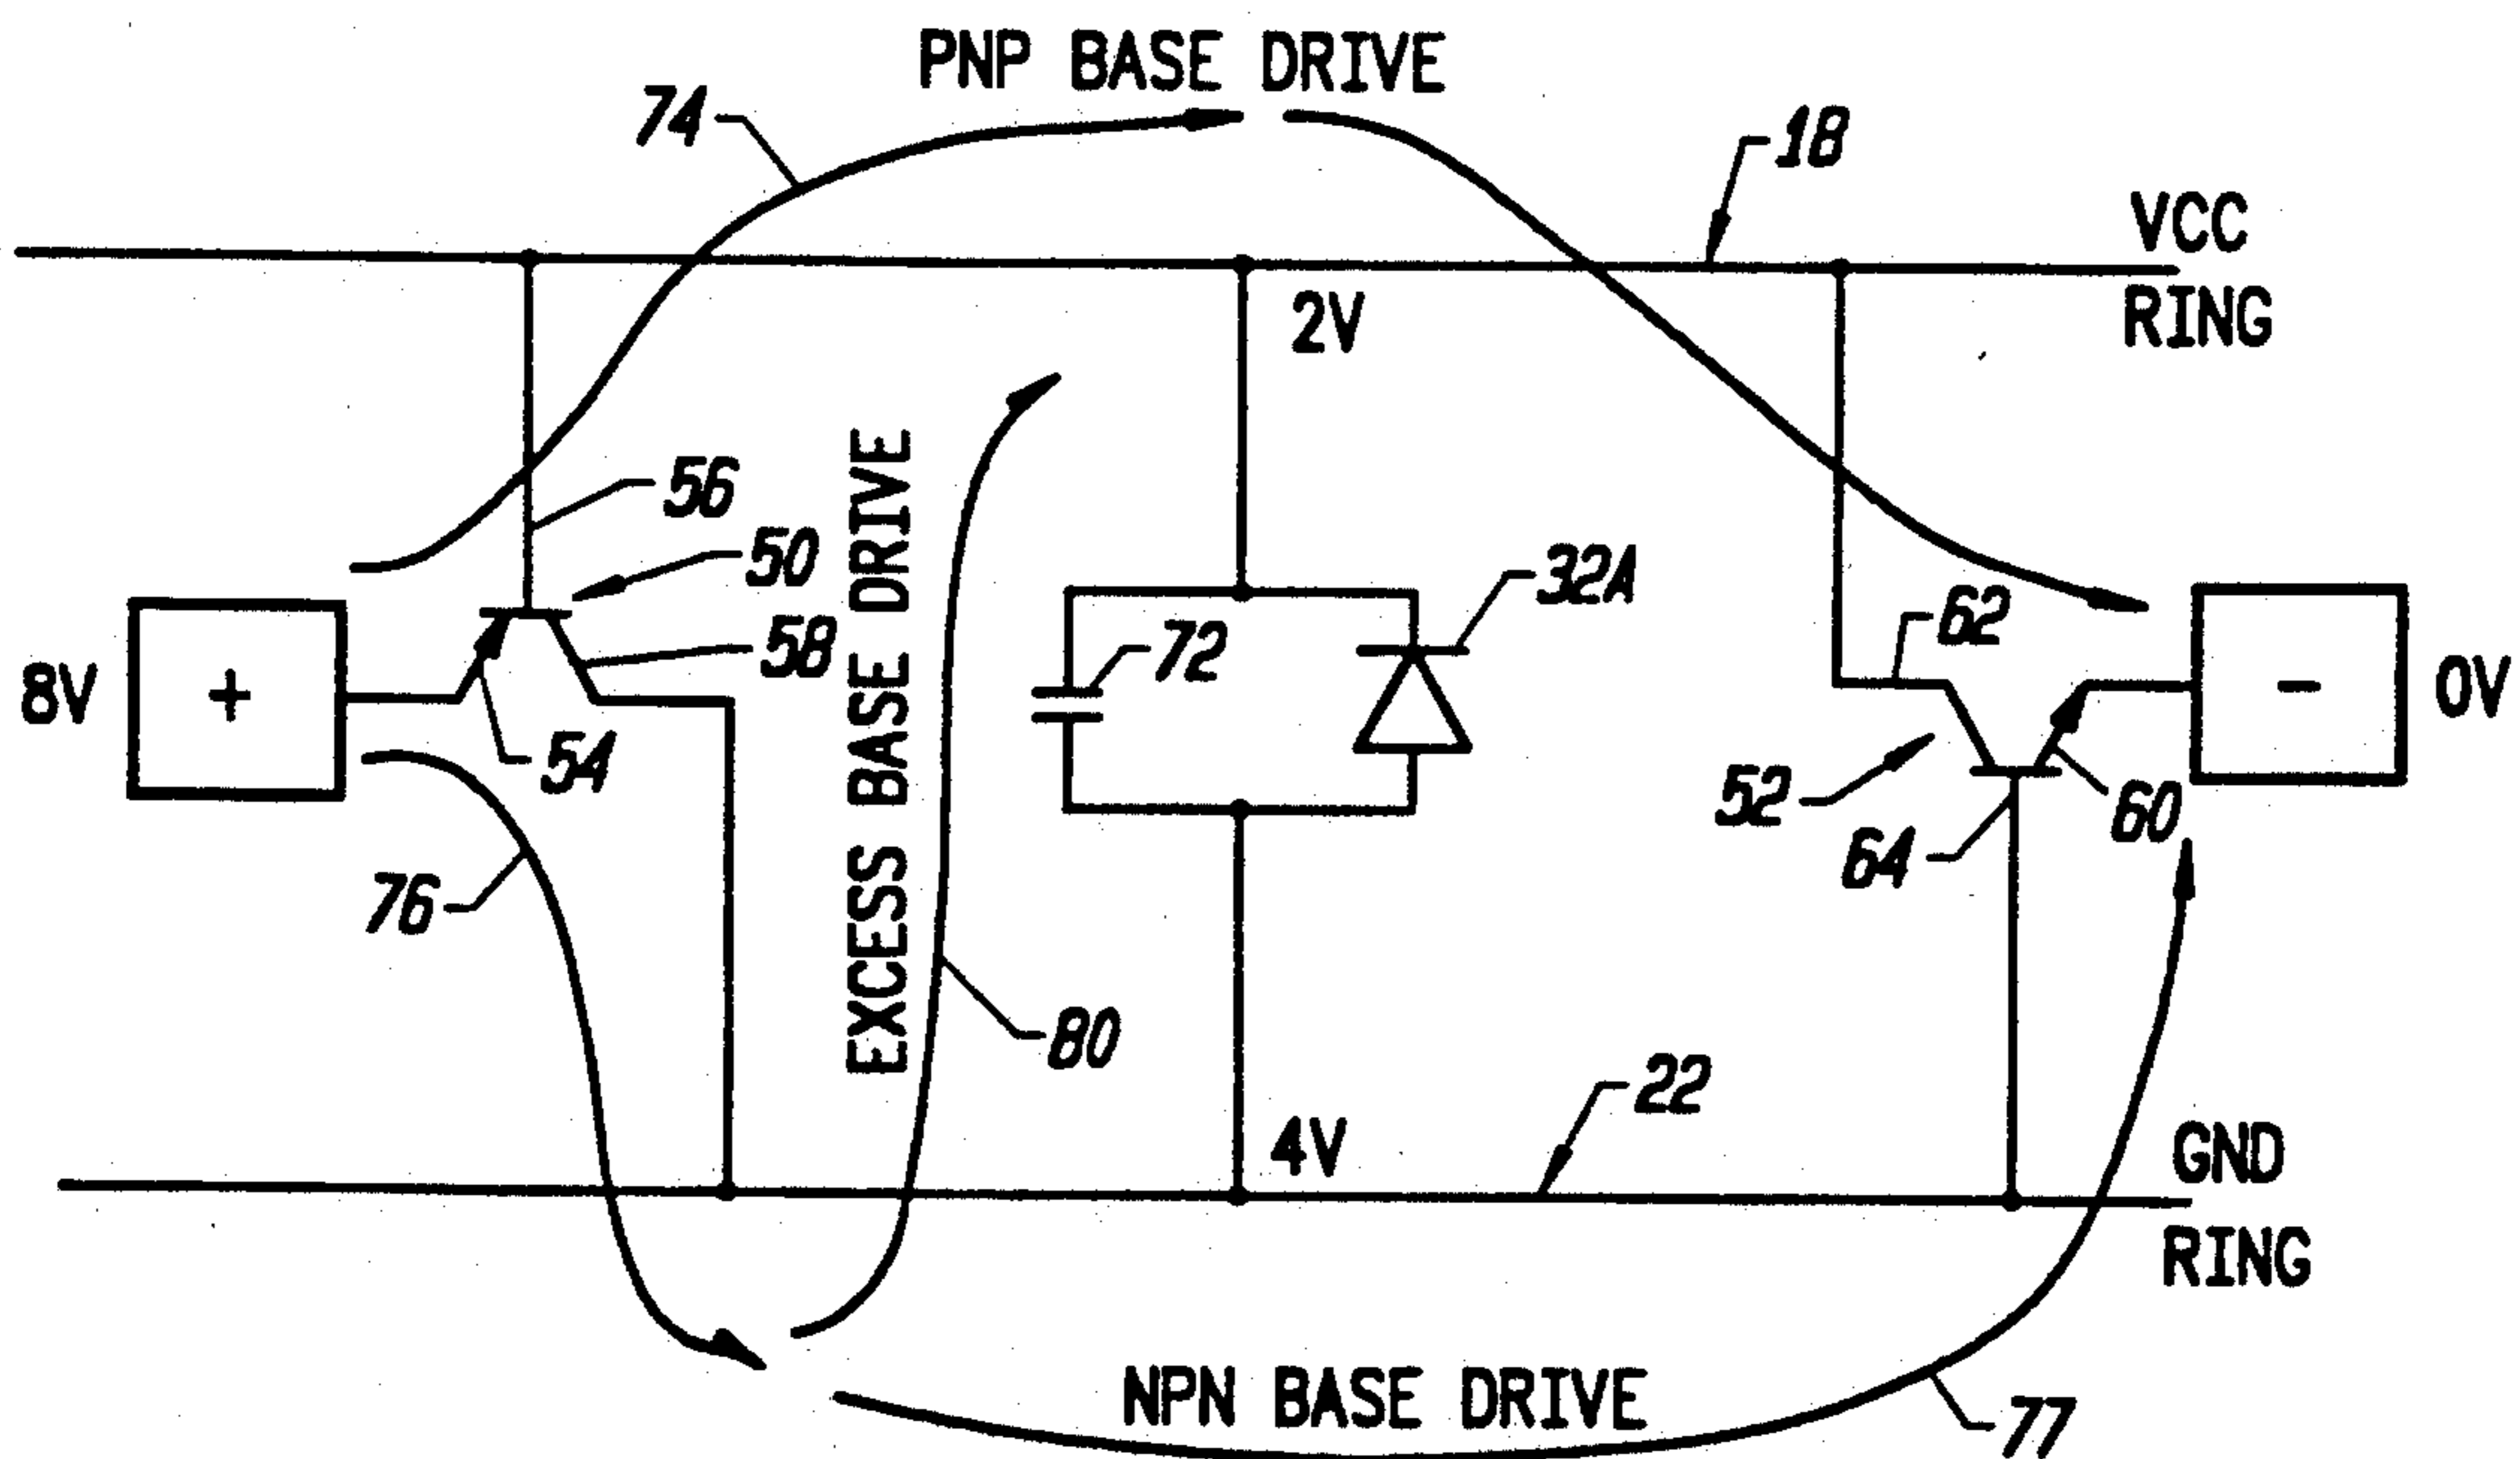 PNP BASE DRIVE
74
18
VCC
RING
2V
56
50
58
32A
72
62
8V
+
54
EXCESS BASE DRIVE
52
64
60
-
0V
76
80
22
4V
GND
RING
NPN BASE DRIVE
77